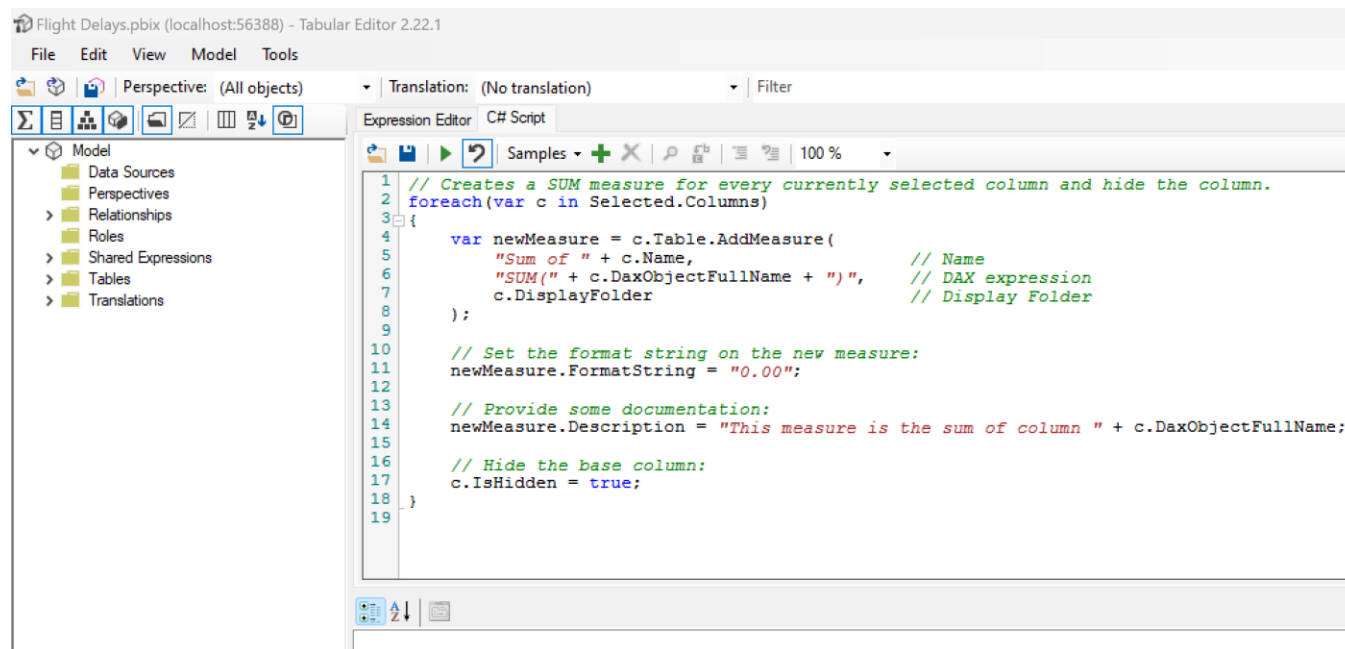 Flight Delays.pbix (localhost:56388) - Tabular Editor 2.22.1
File Edit View Model Tools
Perspective: (All objects) Translation: (No translation) Filter
Expression Editor C# Script
Samples 100 %
Model
Data Sources
Perspectives
Relationships
Roles
Shared Expressions
Tables
Translations
1 // Creates a SUM measure for every currently selected column and hide the column.
2 foreach(var c in Selected.Columns)
3 {
4 var newMeasure = c.Table.AddMeasure(
5 "Sum of " + c.Name, // Name
6 "SUM(" + c.DaxObjectFullName + ")", // DAX expression
7 c.DisplayFolder // Display Folder
8 );
9
10 // Set the format string on the new measure:
11 newMeasure.FormatString = "0.00";
12
13 // Provide some documentation:
14 newMeasure.Description = "This measure is the sum of column " + c.DaxObjectFullName;
15
16 // Hide the base column:
17 c.IsHidden = true;
18 }
19